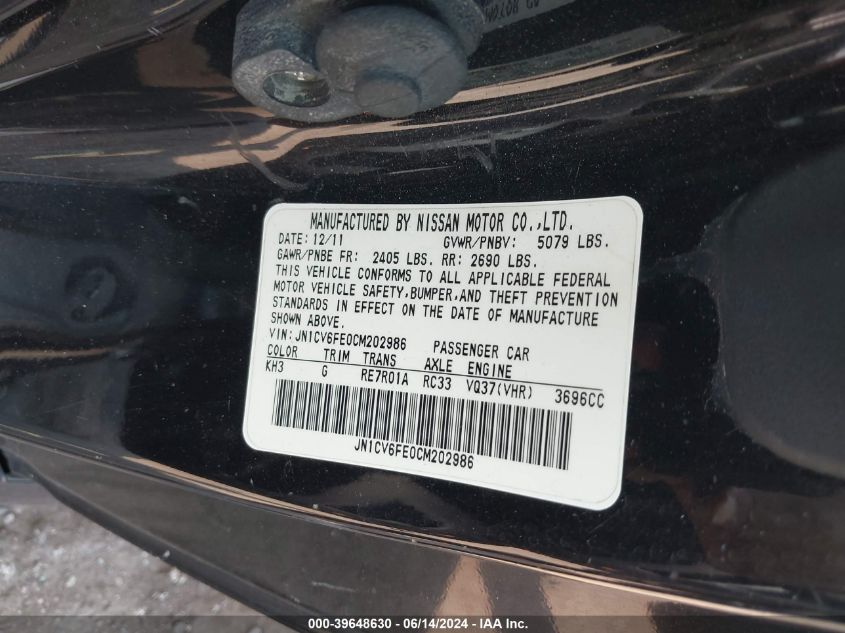 MANUFACTURED BY NISSAN MOTOR CO.,LTD.
DATE: 12/11 GVWR/PNBV: 5079 LBS.
GAWR/PNBE FR: 2405 LBS. RR: 2690 LBS.
THIS VEHICLE CONFORMS TO ALL APPLICABLE FEDERAL
MOTOR VEHICLE SAFETY,BUMPER,AND THEFT PREVENTION
STANDARDS IN EFFECT ON THE DATE OF MANUFACTURE
SHOWN ABOVE.
VIN: JN1CV6FE0CM202986 PASSENGER CAR
COLOR TRIM TRANS AXLE ENGINE
KH3 G RE7R01A RC33 VQ37(VHR) 3696CC
JN1CV6FE0CM202986
000-39648630 - 06/14/2024 - IAA Inc.